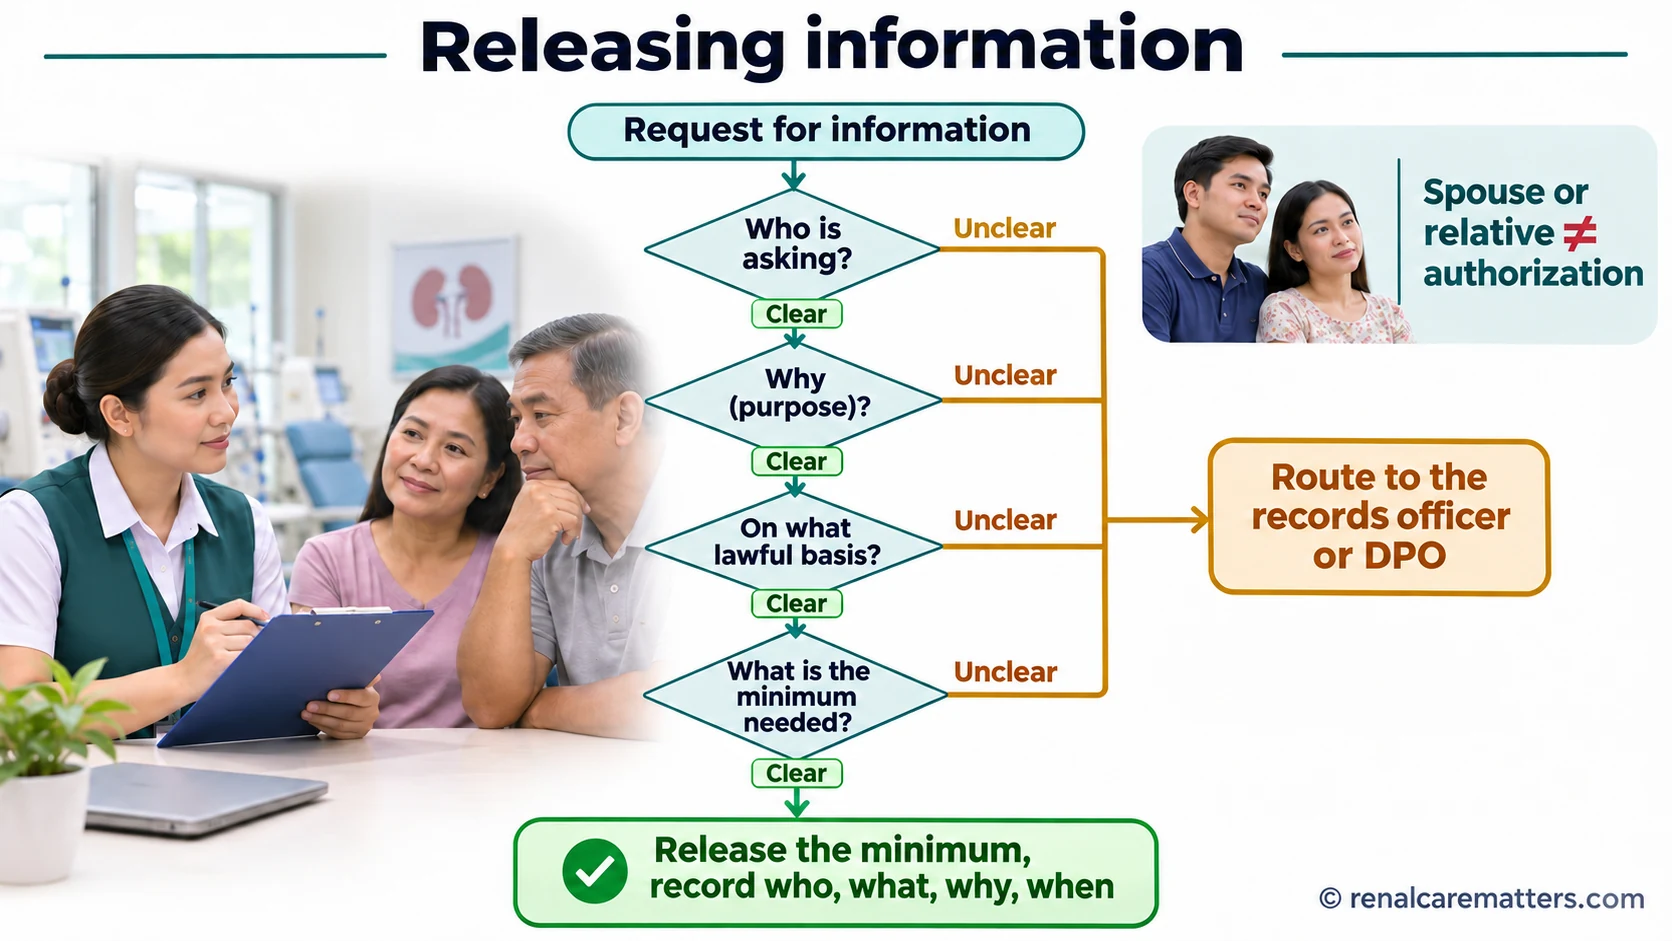 Releasing information
Request for information
Who is
asking?
Unclear
Clear
Why
(purpose)?
Unclear
Clear
On what
lawful basis?
Unclear
Clear
What is the
minimum
needed?
Unclear
Clear
Release the minimum,
record who, what, why, when
Spouse or
relative ≠
authorization
Route to the
records officer
or DPO
© renalcarematters.com